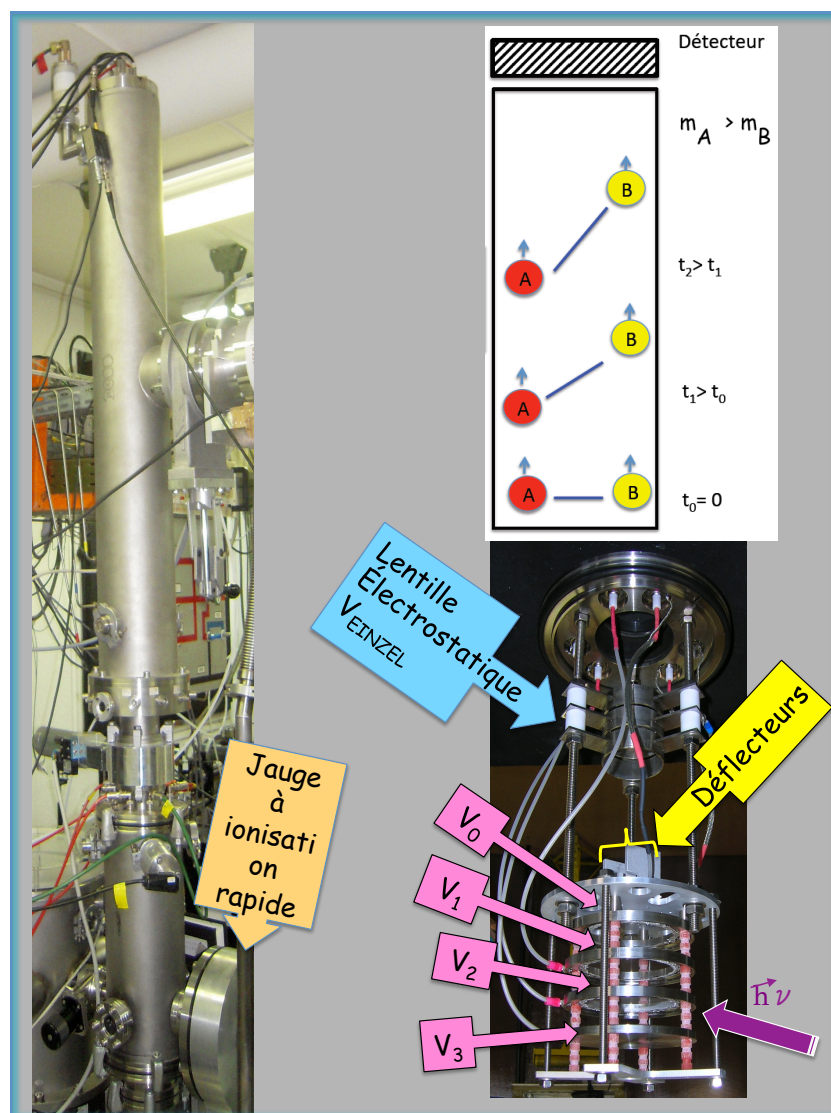 Détecteur
m_A > m_B
B
A
t₂> t₁
B
A
t₁> t₀
A
B
t₀= 0
Lentille
Électrostatique
V_EINZEL
Déflecteurs
Jauge
à
ionisati
on
rapide
V₀
V₁
V₂
V₃
h⃗ν